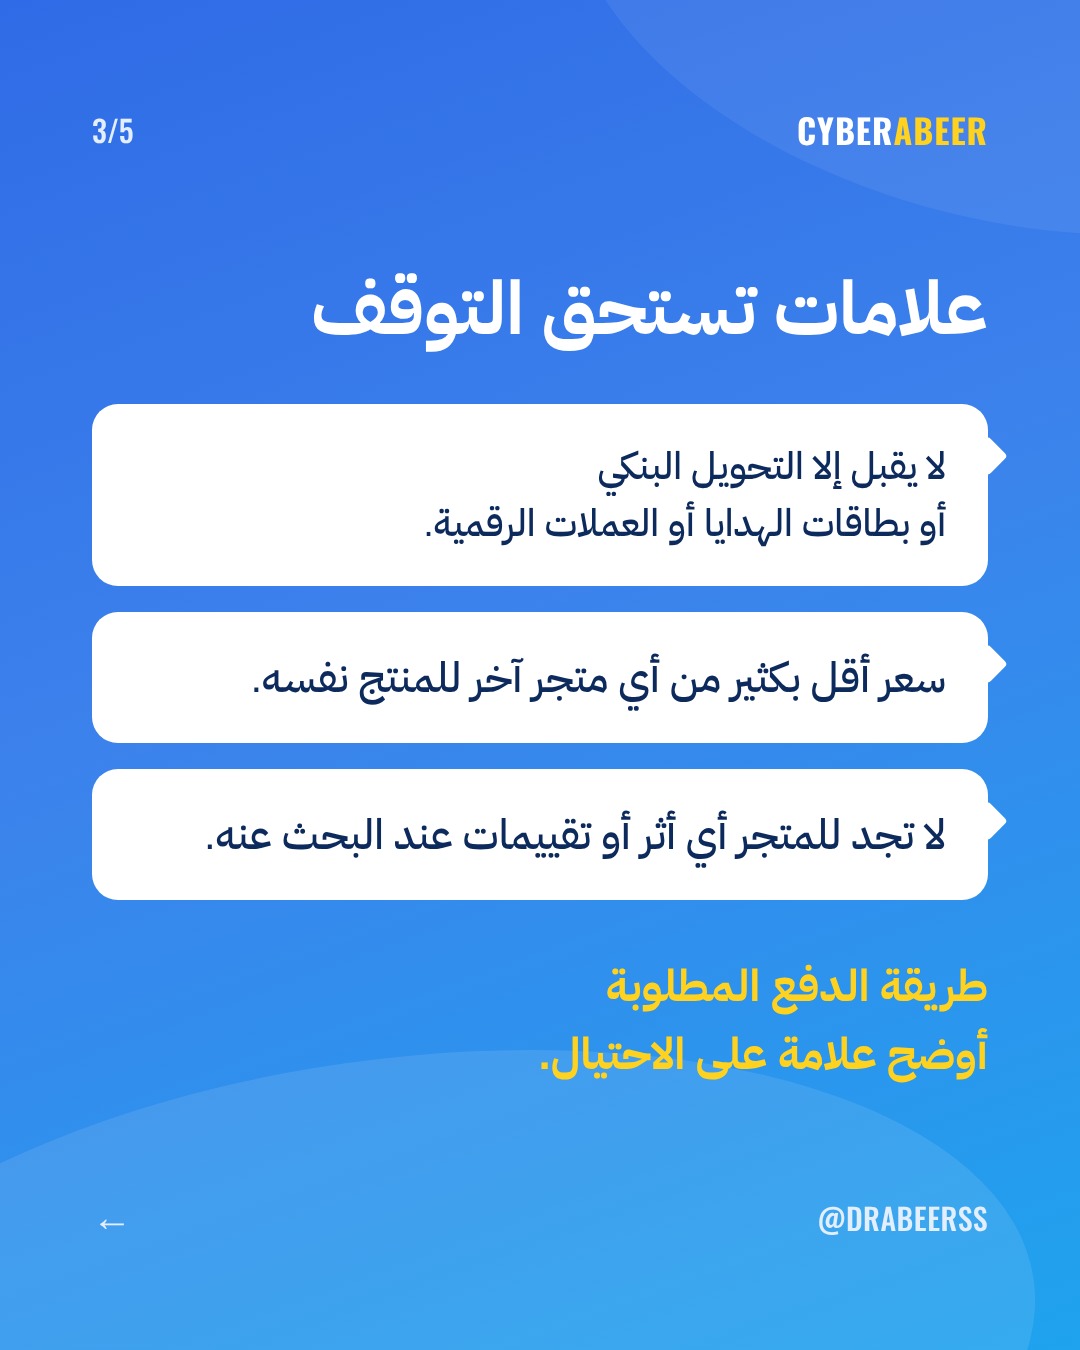 CYBERABEER
3/5
علامات تستحق التوقف
لا يقبل إلا التحويل البنكي
أو بطاقات الهدايا أو العملات الرقمية.
سعر أقل بكثير من أي متجر آخر للمنتج نفسه.
لا تجد للمتجر أي أثر أو تقييمات عند البحث عنه.
طريقة الدفع المطلوبة
أوضح علامة على الاحتيال.
@DRABEERSS
←